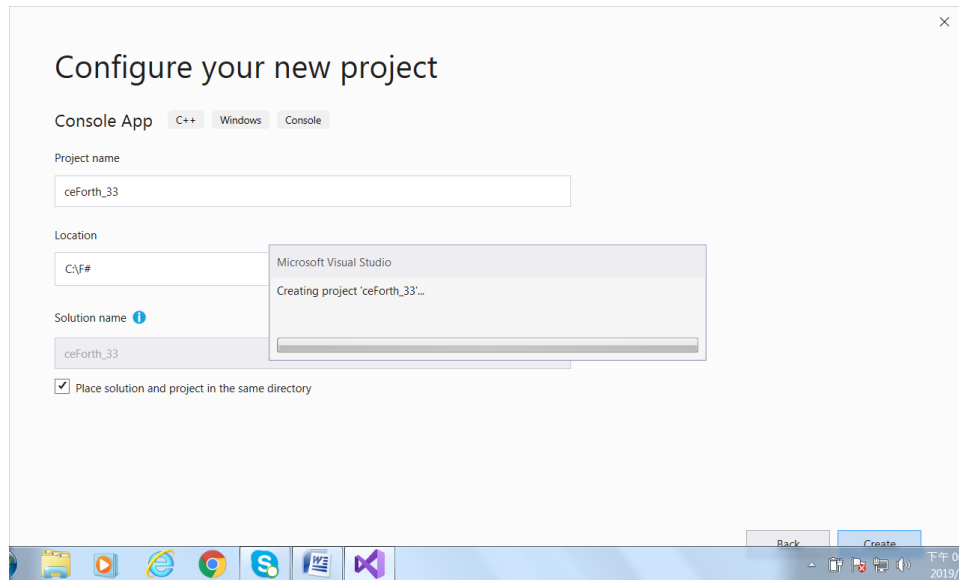 Configure your new project
Console App C++ Windows Console
Project name
ceForth_33
Location
C:\F#
Microsoft Visual Studio
Creating project 'ceForth_33'...
Solution name
ceForth_33
Place solution and project in the same directory
Back Create
下午
2019/